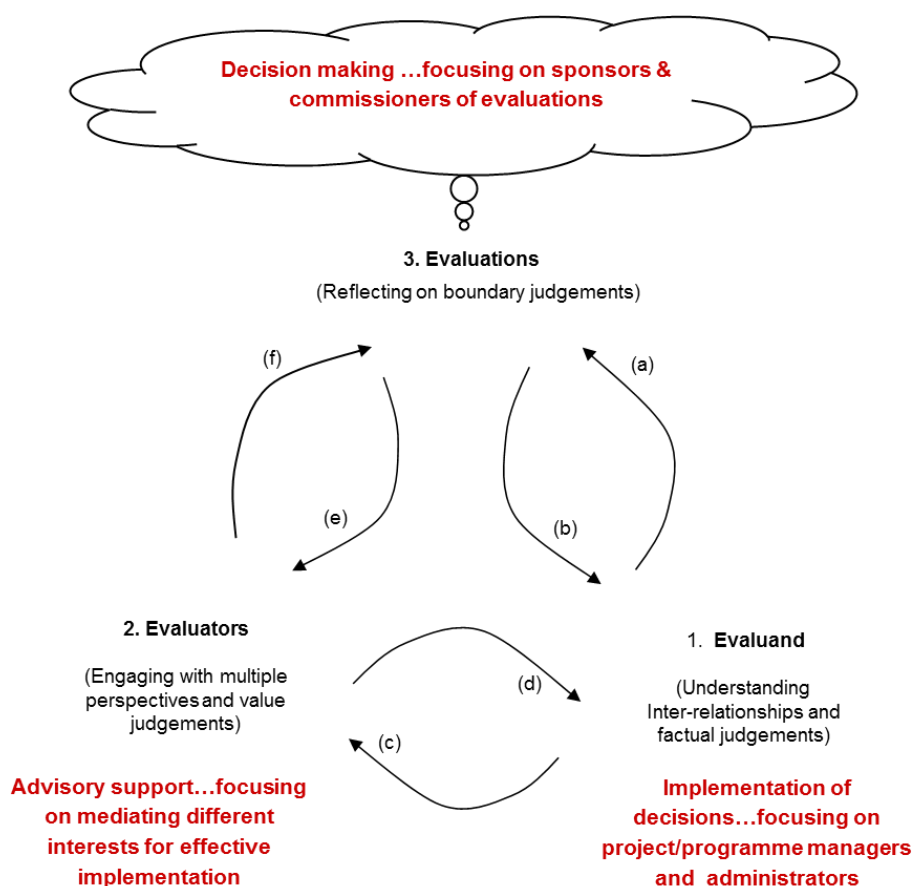 Decision making ...focusing on sponsors &
commissioners of evaluations
3. Evaluations
(Reflecting on boundary judgements)
(f)
(a)
(e)
(b)
2. Evaluators
(Engaging with multiple
perspectives and value
judgements)
1. Evaluand
(Understanding
Inter-relationships and
factual judgements)
(d)
(c)
Advisory support...focusing
on mediating different
interests for effective
implementation
Implementation of
decisions...focusing on
project/programme managers
and administrators